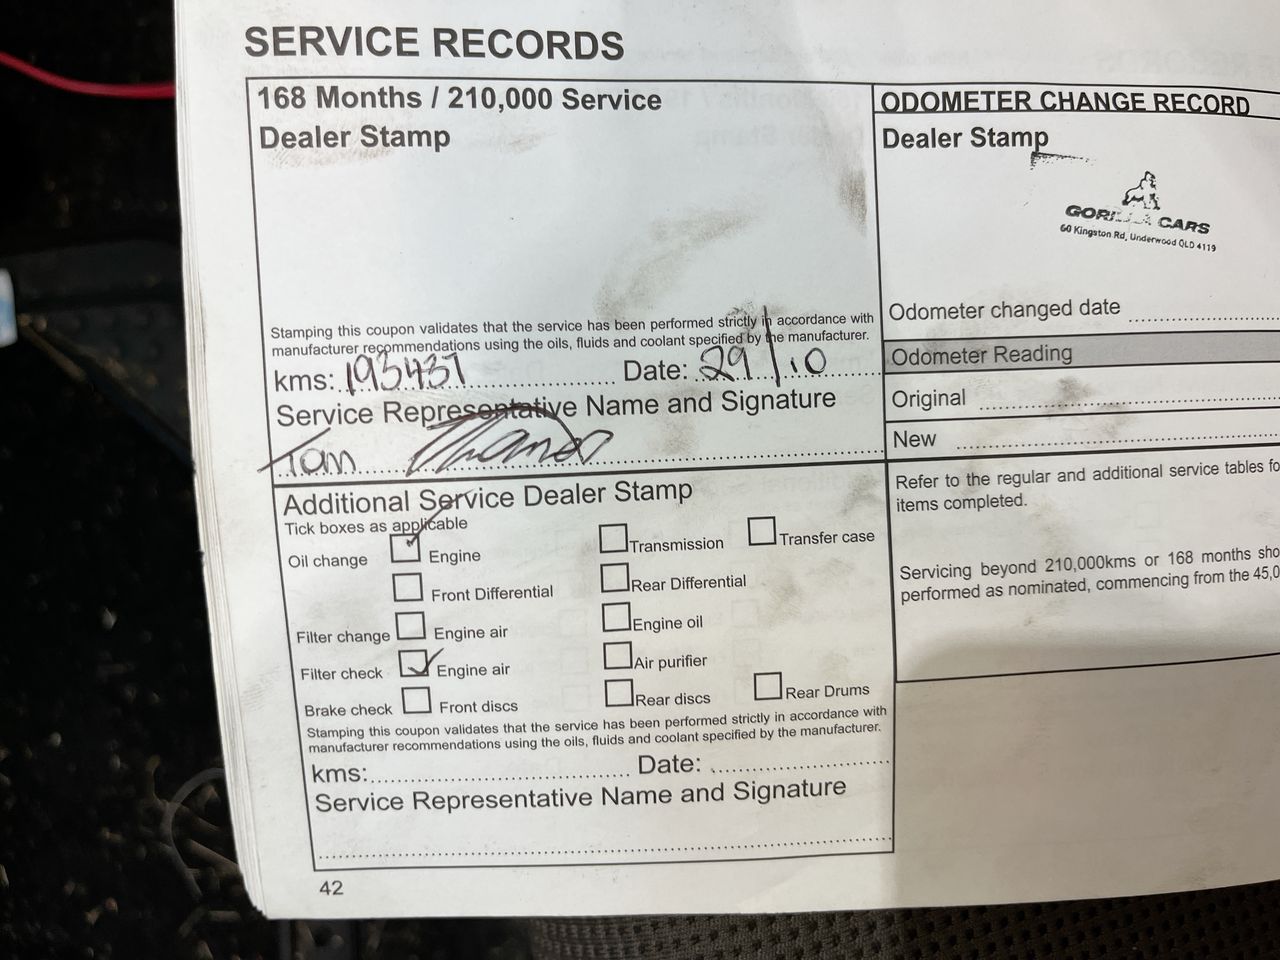 SERVICE RECORDS
168 Months / 210,000 Service
Dealer Stamp
Stamping this coupon validates that the service has been performed strictly in accordance with
manufacturer recommendations using the oils, fluids and coolant specified by the manufacturer.
kms: 193437 Date: 29/10
Service Representative Name and Signature
Tom
Additional Service Dealer Stamp
Tick boxes as applicable
Oil change Engine Transmission Transfer case
Front Differential Rear Differential
Filter change Engine air Engine oil
Filter check Engine air Air purifier
Brake check Front discs Rear discs Rear Drums
Stamping this coupon validates that the service has been performed strictly in accordance with
manufacturer recommendations using the oils, fluids and coolant specified by the manufacturer.
kms: Date:
Service Representative Name and Signature
42
ODOMETER CHANGE RECORD
Dealer Stamp
GORILLA CARS
60 Kingston Rd, Underwood QLD 4119
Odometer changed date
Odometer Reading
Original
New
Refer to the regular and additional service tables fo
items completed.
Servicing beyond 210,000kms or 168 months sho
performed as nominated, commencing from the 45,0